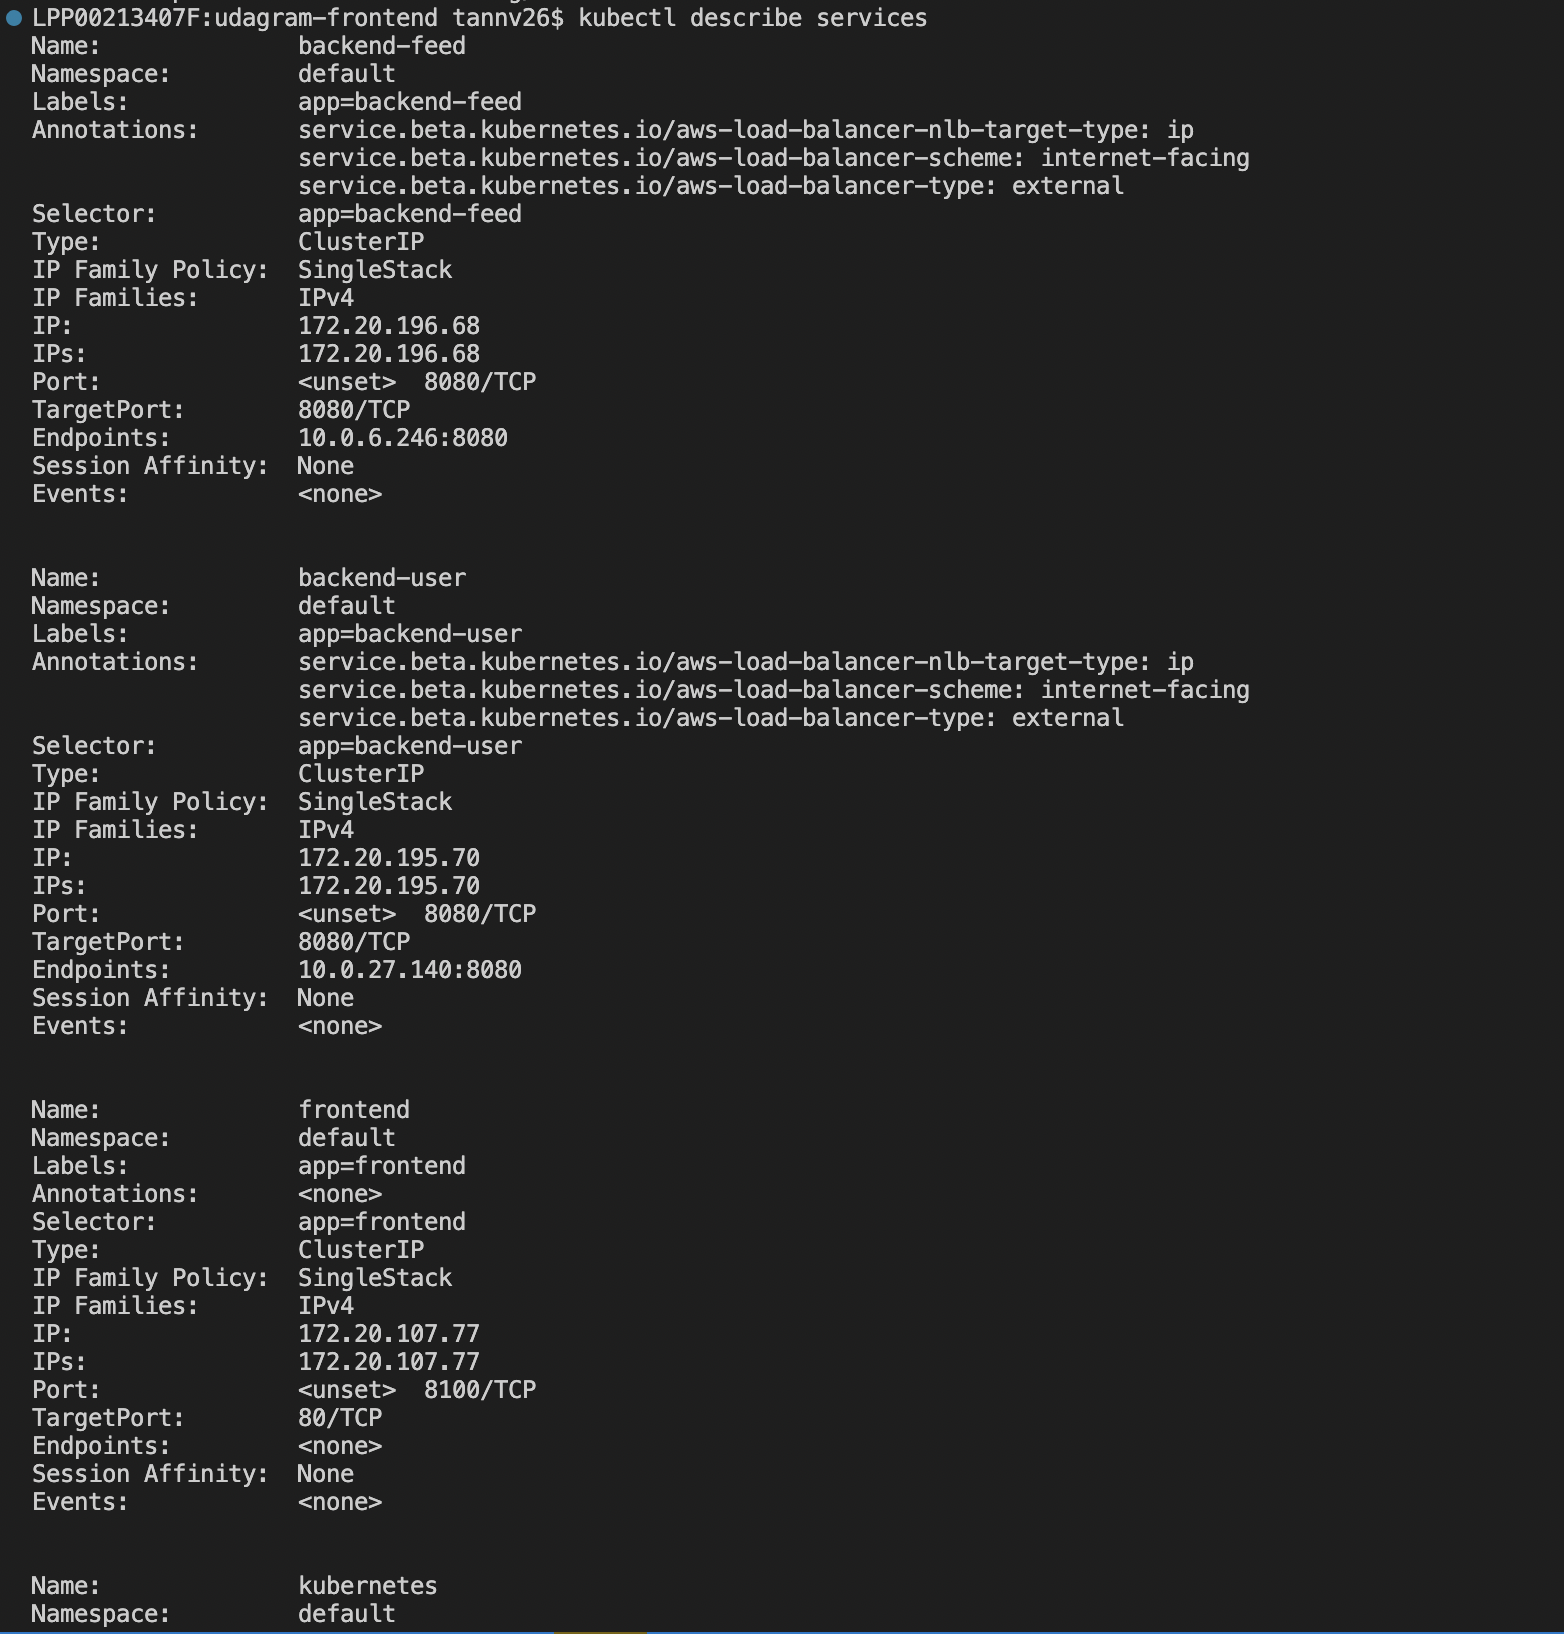 LPP00213407F:udagram-frontend tannv26$ kubectl describe services
Name:              backend-feed
Namespace:         default
Labels:            app=backend-feed
Annotations:       service.beta.kubernetes.io/aws-load-balancer-nlb-target-type: ip
                   service.beta.kubernetes.io/aws-load-balancer-scheme: internet-facing
                   service.beta.kubernetes.io/aws-load-balancer-type: external
Selector:          app=backend-feed
Type:              ClusterIP
IP Family Policy:  SingleStack
IP Families:       IPv4
IP:                172.20.196.68
IPs:               172.20.196.68
Port:              <unset>  8080/TCP
TargetPort:        8080/TCP
Endpoints:         10.0.6.246:8080
Session Affinity:  None
Events:            <none>
Name:              backend-user
Namespace:         default
Labels:            app=backend-user
Annotations:       service.beta.kubernetes.io/aws-load-balancer-nlb-target-type: ip
                   service.beta.kubernetes.io/aws-load-balancer-scheme: internet-facing
                   service.beta.kubernetes.io/aws-load-balancer-type: external
Selector:          app=backend-user
Type:              ClusterIP
IP Family Policy:  SingleStack
IP Families:       IPv4
IP:                172.20.195.70
IPs:               172.20.195.70
Port:              <unset>  8080/TCP
TargetPort:        8080/TCP
Endpoints:         10.0.27.140:8080
Session Affinity:  None
Events:            <none>
Name:              frontend
Namespace:         default
Labels:            app=frontend
Annotations:       <none>
Selector:          app=frontend
Type:              ClusterIP
IP Family Policy:  SingleStack
IP Families:       IPv4
IP:                172.20.107.77
IPs:               172.20.107.77
Port:              <unset>  8100/TCP
TargetPort:        80/TCP
Endpoints:         <none>
Session Affinity:  None
Events:            <none>
Name:              kubernetes
Namespace:         default